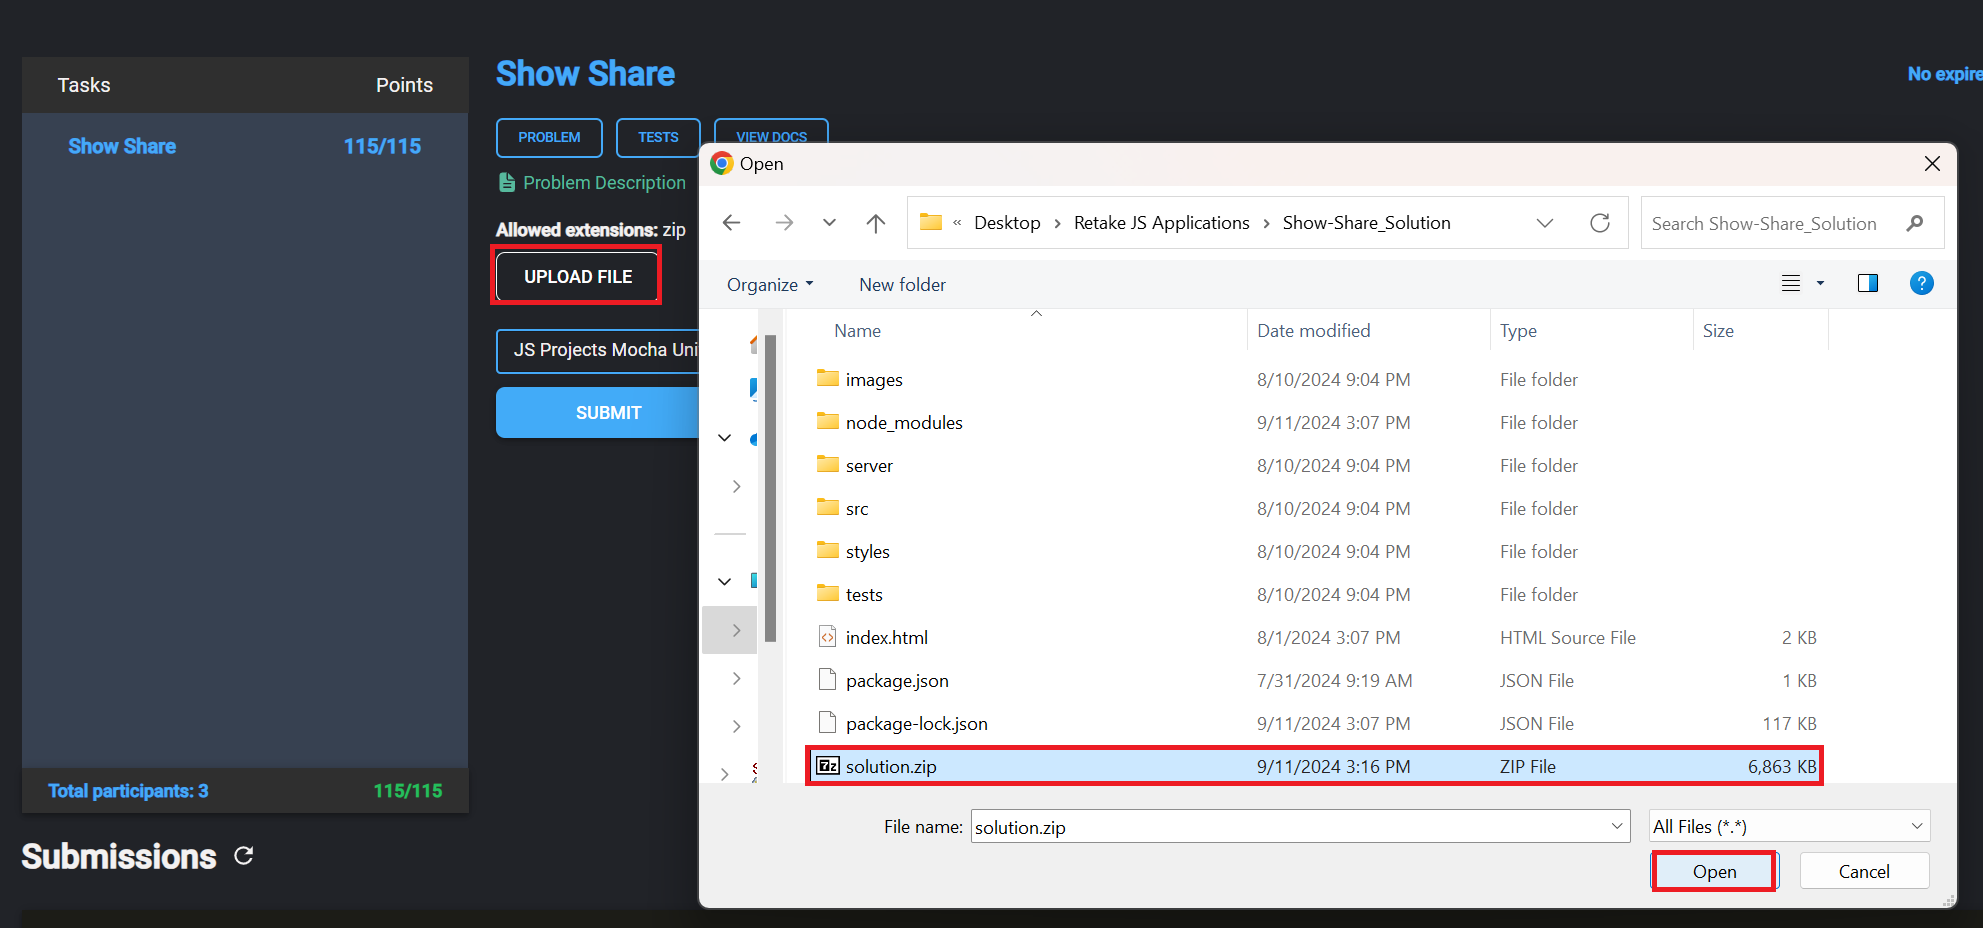 Tasks Points
Show Share 115/115
Total participants: 3 115/115
Submissions
Show Share
No expire
PROBLEM TESTS VIEW DOCS
Problem Description
Allowed extensions: zip
UPLOAD FILE
JS Projects Mocha Uni
SUBMIT
Open
« Desktop > Retake JS Applications > Show-Share_Solution
Search Show-Share_Solution
Organize New folder
Name Date modified Type Size
images 8/10/2024 9:04 PM File folder
node_modules 9/11/2024 3:07 PM File folder
server 8/10/2024 9:04 PM File folder
src 8/10/2024 9:04 PM File folder
styles 8/10/2024 9:04 PM File folder
tests 8/10/2024 9:04 PM File folder
index.html 8/1/2024 3:07 PM HTML Source File 2 KB
package.json 7/31/2024 9:19 AM JSON File 1 KB
package-lock.json 9/11/2024 3:07 PM JSON File 117 KB
solution.zip 9/11/2024 3:16 PM ZIP File 6,863 KB
File name: solution.zip All Files (*.*)
Open Cancel